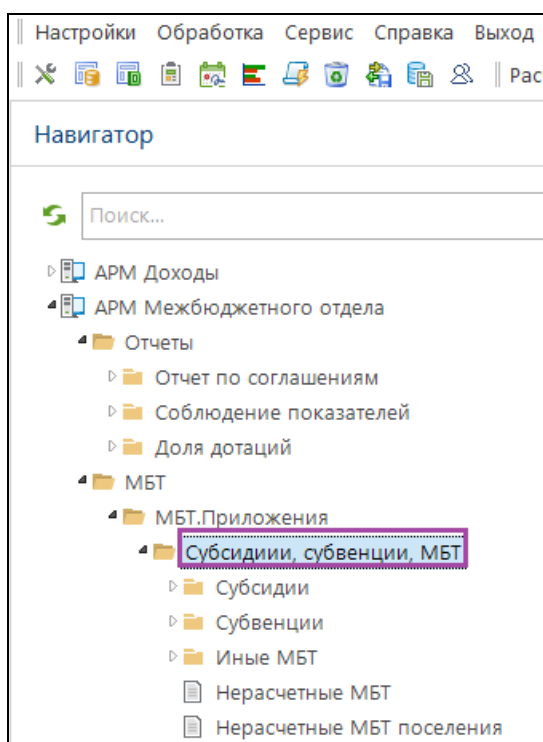 Настройки Обработка Сервис Справка Выход
Рас
Навигатор
Поиск...
АРМ Доходы
АРМ Межбюджетного отдела
Отчеты
Отчет по соглашениям
Соблюдение показателей
Доля дотаций
МБТ
МБТ.Приложения
Субсидиии, субвенции, МБТ
Субсидии
Субвенции
Иные МБТ
Нерасчетные МБТ
Нерасчетные МБТ поселения